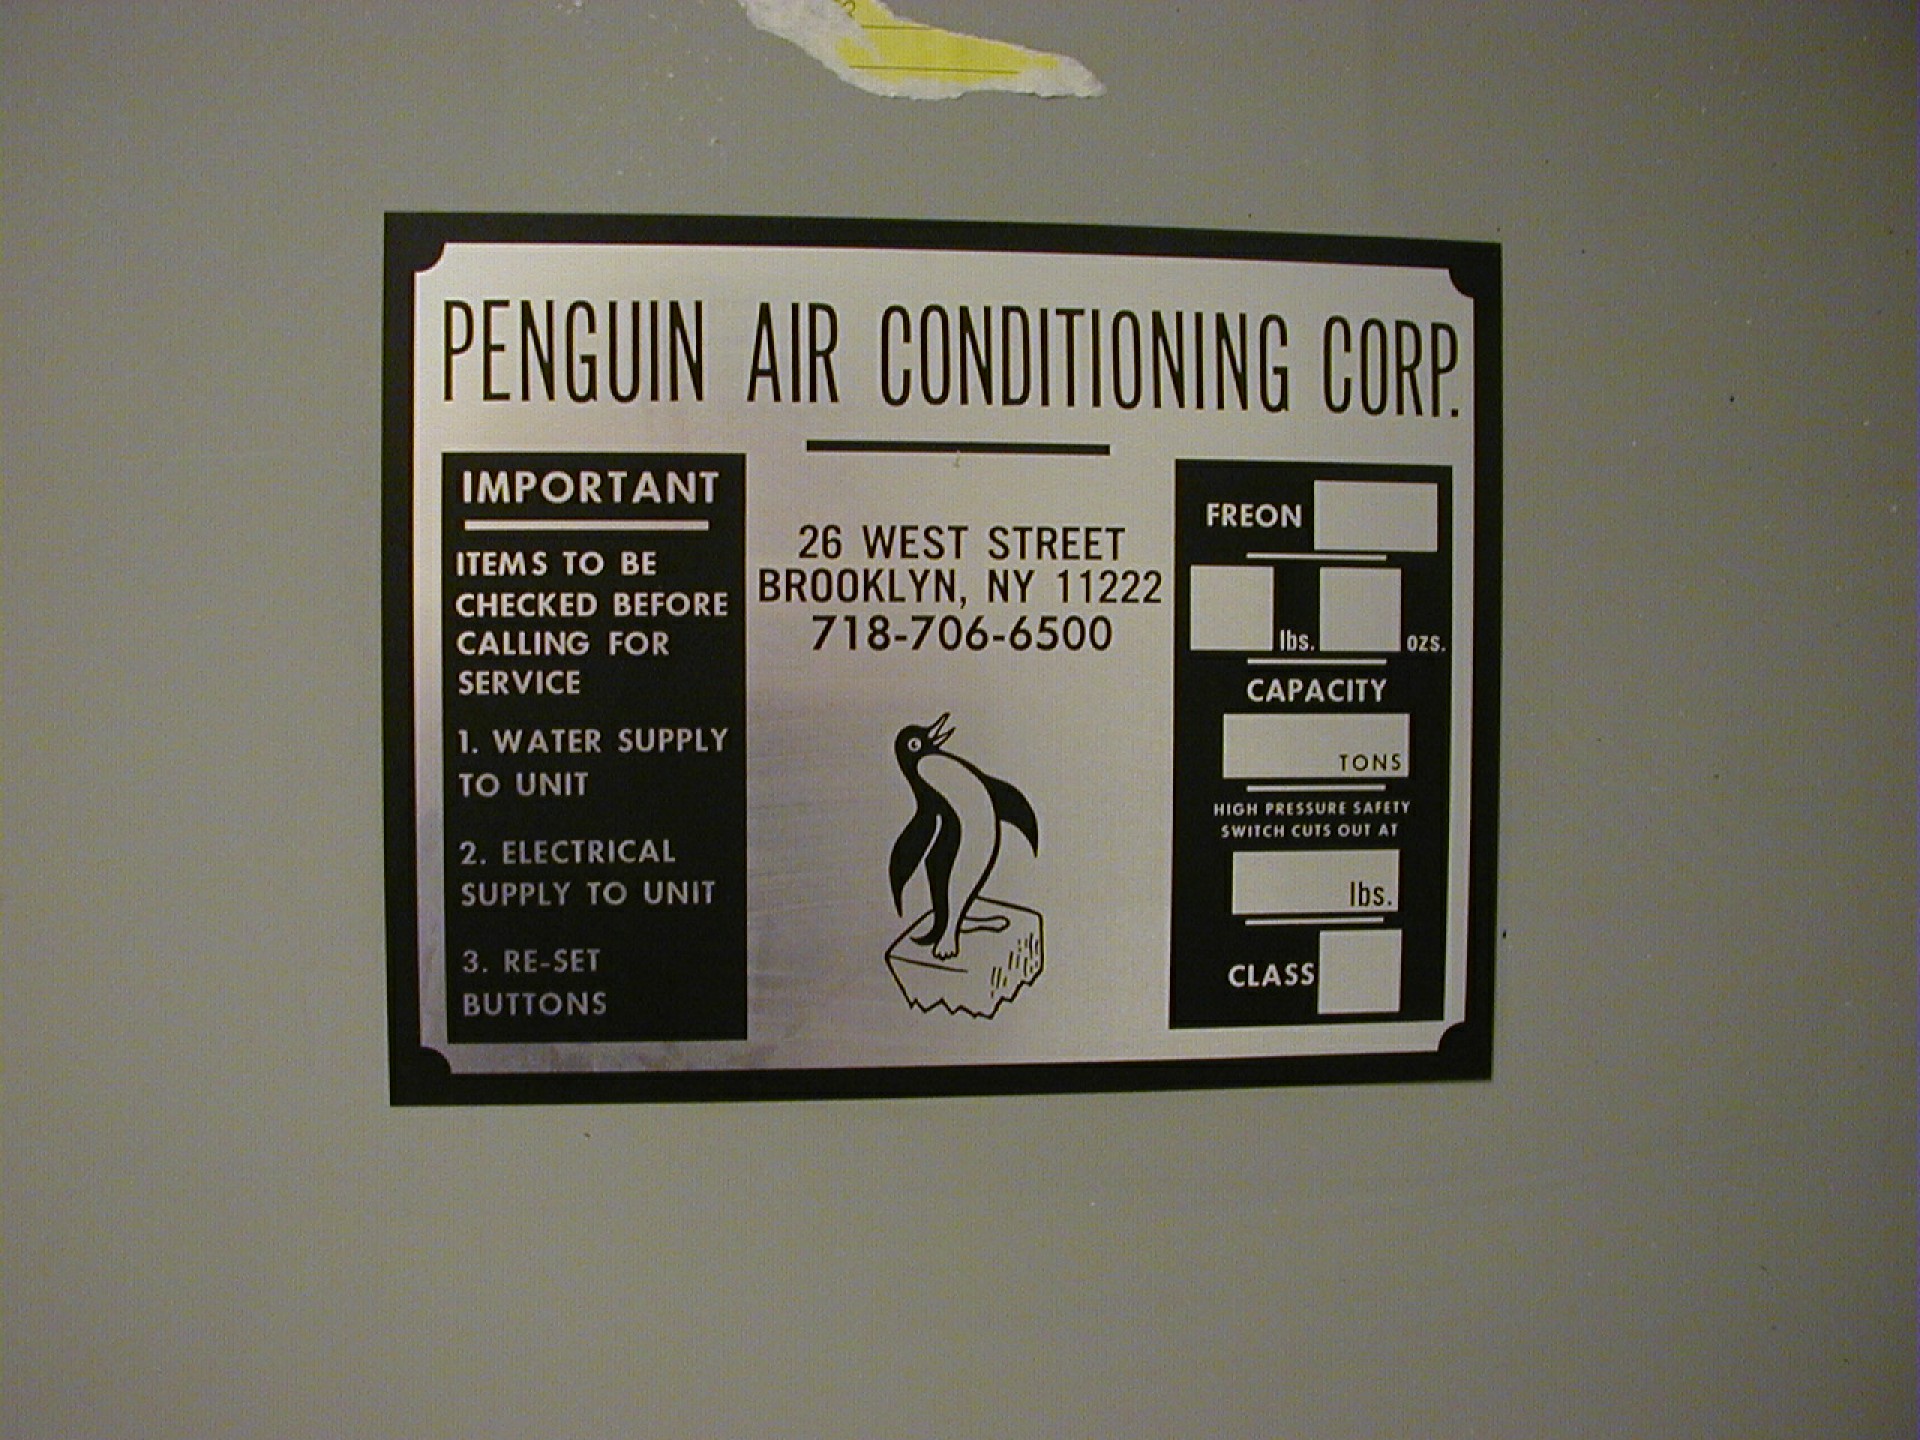 PENGUIN AIR CONDITIONING CORP.
IMPORTANT
ITEMS TO BE
CHECKED BEFORE
CALLING FOR
SERVICE
1. WATER SUPPLY
TO UNIT
2. ELECTRICAL
SUPPLY TO UNIT
3. RE-SET
BUTTONS
26 WEST STREET
BROOKLYN, NY 11222
718-706-6500
FREON
lbs. ozs.
CAPACITY
TONS
HIGH PRESSURE SAFETY
SWITCH CUTS OUT AT
lbs.
CLASS